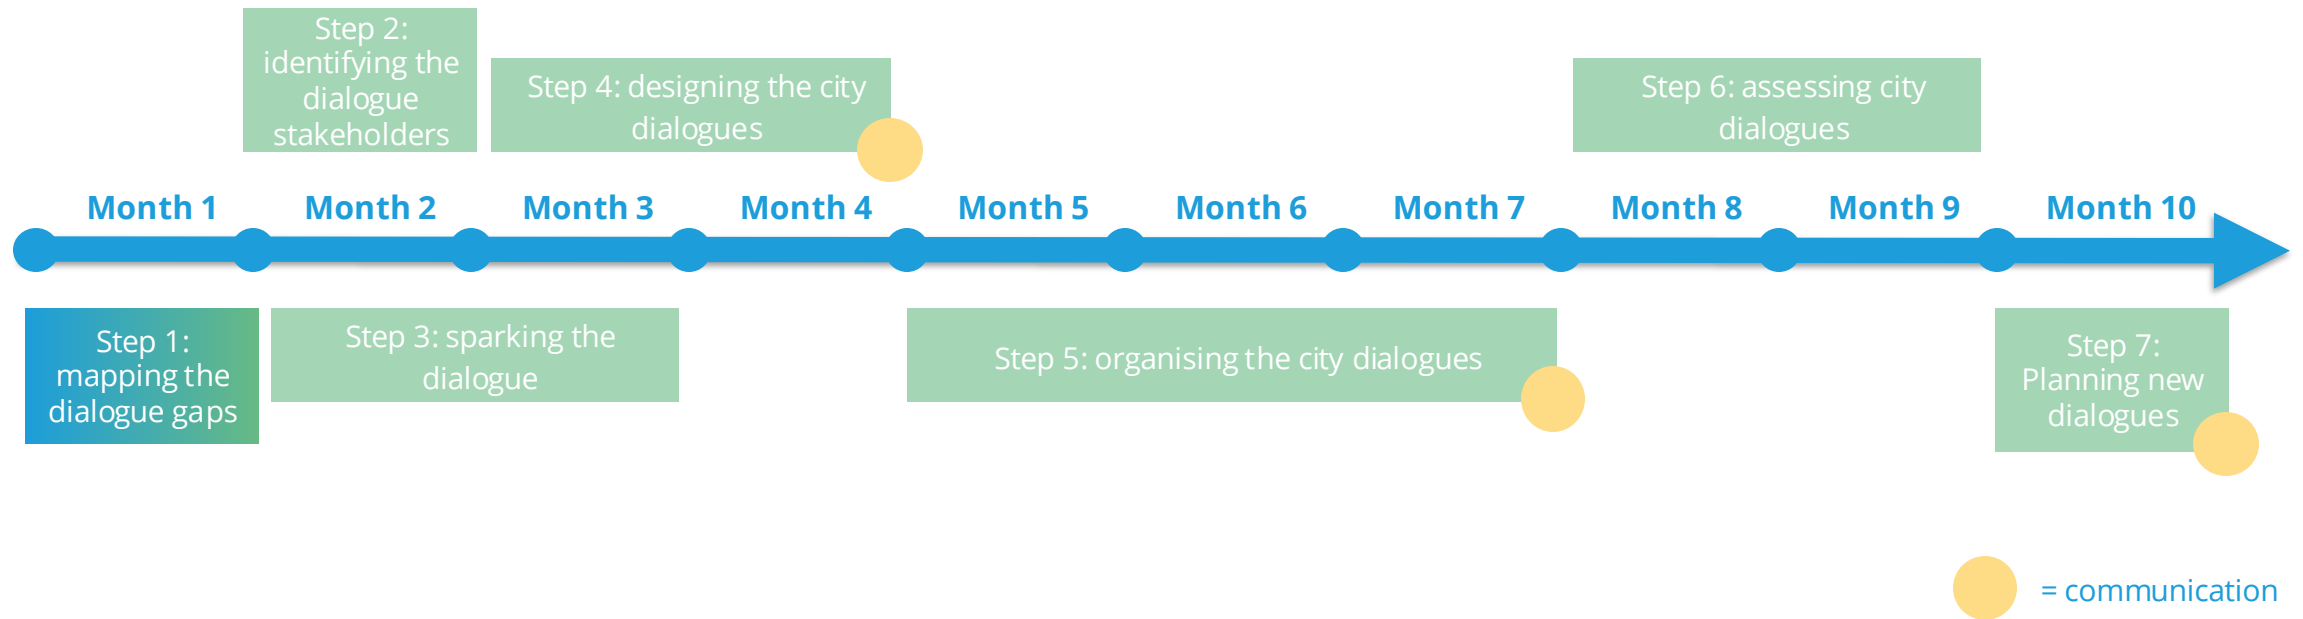 Step 2:
identifying the
dialogue
stakeholders
Step 4: designing the city
dialogues
Step 6: assessing city
dialogues
Month 1
Month 2
Month 3
Month 4
Month 5
Month 6
Month 7
Month 8
Month 9
Month 10
Step 1:
mapping the
dialogue gaps
Step 3: sparking the
dialogue
Step 5: organising the city dialogues
Step 7:
Planning new
dialogues
= communication